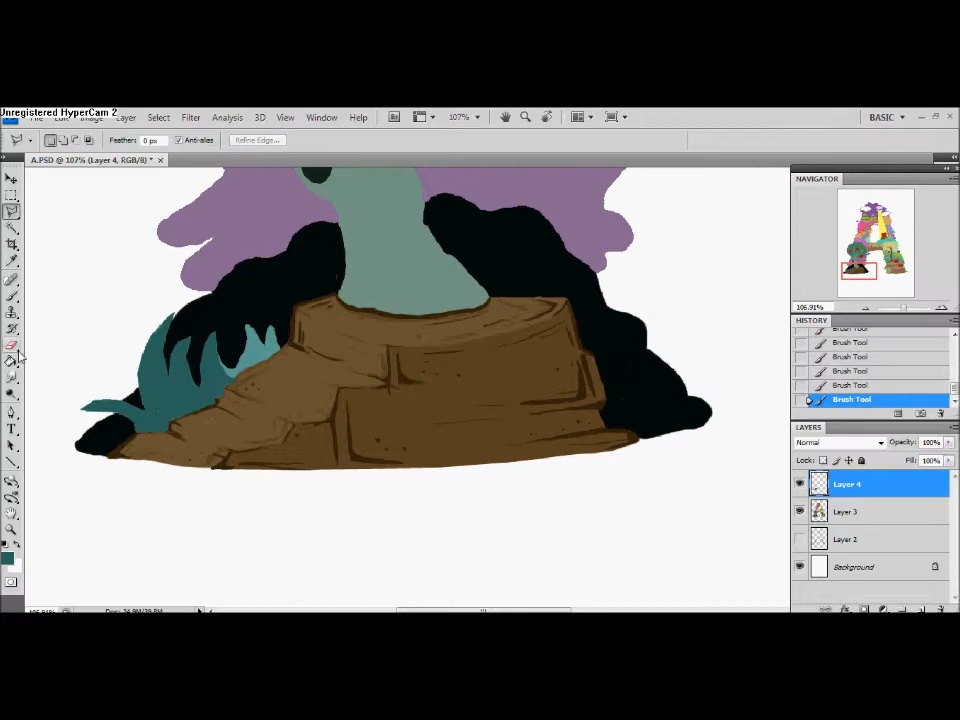 Unregistered HyperCam 2
Layer Select Filter Analysis 3D View Window Help 107% BASIC
Feather: 0 px Anti-alias Refine Edge...
A.PSD @ 107% (Layer 4, RGB/8) *
NAVIGATOR
106.91%
HISTORY
Brush Tool
Brush Tool
Brush Tool
Brush Tool
Brush Tool
Brush Tool
LAYERS
Normal Opacity: 100%
Lock: Fill: 100%
Layer 4
Layer 3
Layer 2
Background